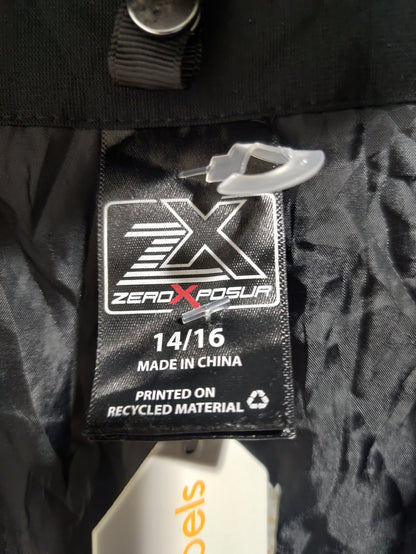 ZX
ZEROXPOSUR
14/16
MADE IN CHINA
PRINTED ON
RECYCLED MATERIAL
bels